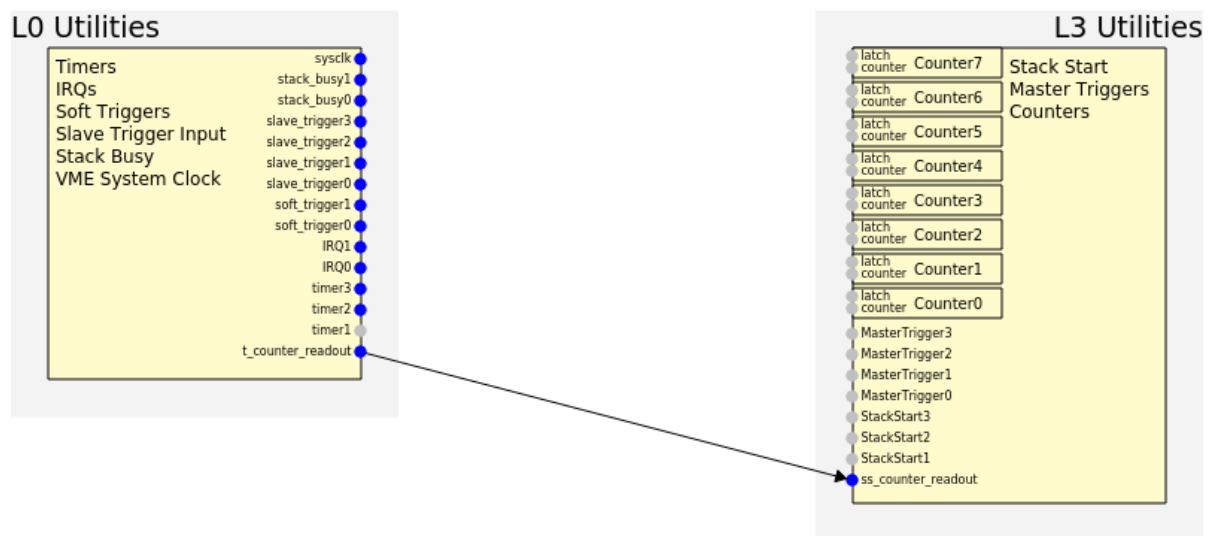 L0 Utilities
Timers
IRQs
Soft Triggers
Slave Trigger Input
Stack Busy
VME System Clock
sysclk
stack_busy1
stack_busy0
slave_trigger3
slave_trigger2
slave_trigger1
slave_trigger0
soft_trigger1
soft_trigger0
IRQ1
IRQ0
timer3
timer2
timer1
t_counter_readout
L3 Utilities
latch
counter
Counter7
latch
counter
Counter6
latch
counter
Counter5
latch
counter
Counter4
latch
counter
Counter3
latch
counter
Counter2
latch
counter
Counter1
latch
counter
Counter0
MasterTrigger3
MasterTrigger2
MasterTrigger1
MasterTrigger0
StackStart3
StackStart2
StackStart1
ss_counter_readout
Stack Start
Master Triggers
Counters